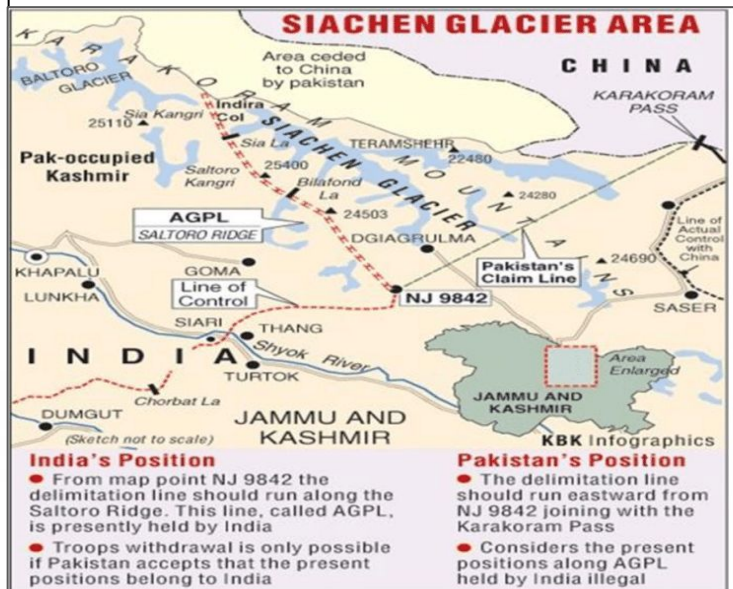 SIACHEN GLACIER AREA
KARAKORAM MOUNTAINS
BALTORO
GLACIER
Area ceded
to China
by pakistan
CHINA
KARAKORAM
PASS
Indira
Col
Sia Kangri
25110
Sia La
SIACHEN GLACIER
TERAMSHEHR
22480
Pak-occupied
Kashmir
Saltoro
Kangri
25400
Bilafond
La
24280
24503
AGPL
SALTORO RIDGE
DGIAGRULMA
Line of
Actual
Control
with
China
Pakistan's
Claim Line
24690
KHAPALU
GOMA
LUNKHA
Line of
Control
NJ 9842
SASER
SIARI
THANG
INDIA
Shyok River
TURTOK
Area
Enlarged
Chorbat La
JAMMU AND
KASHMIR
DUMGUT
JAMMU AND
KASHMIR
(Sketch not to scale)
KBK Infographics
India's Position
● From map point NJ 9842 the
delimitation line should run along the
Saltoro Ridge. This line, called AGPL,
is presently held by India
● Troops withdrawal is only possible
if Pakistan accepts that the present
positions belong to India
Pakistan's Position
● The delimitation line
should run eastward from
NJ 9842 joining with the
Karakoram Pass
● Considers the present
positions along AGPL
held by India illegal